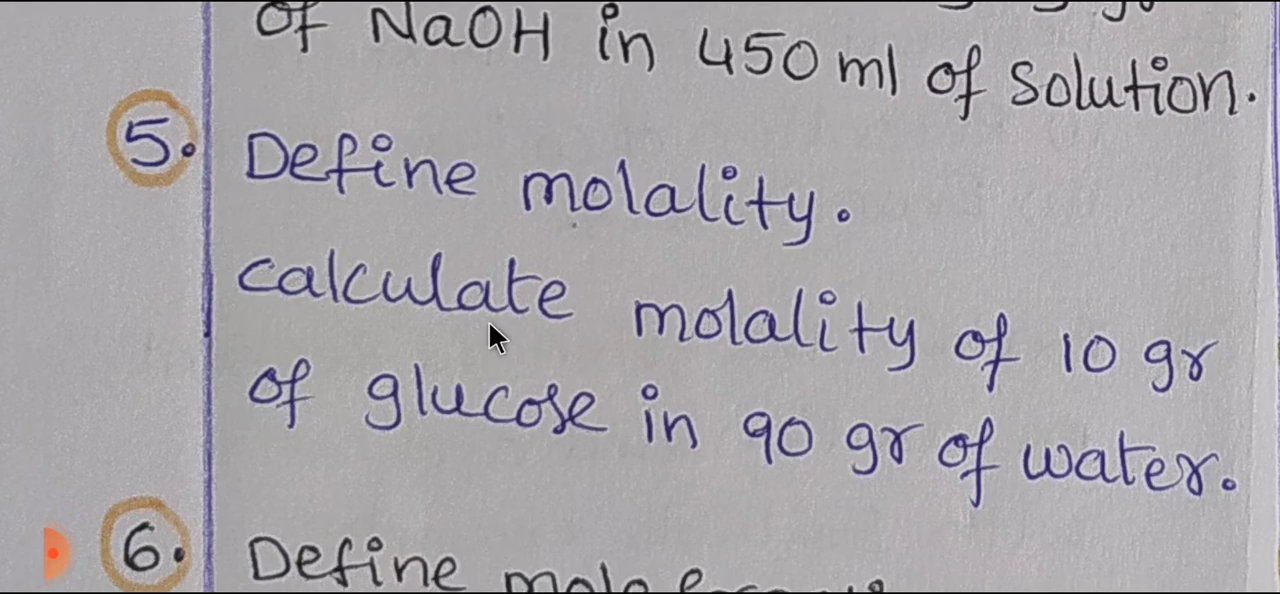 of NaOH in 450 ml of solution.
5. Define molality.
calculate molality of 10 gr
of glucose in 90 gr of water.
6. Define mole